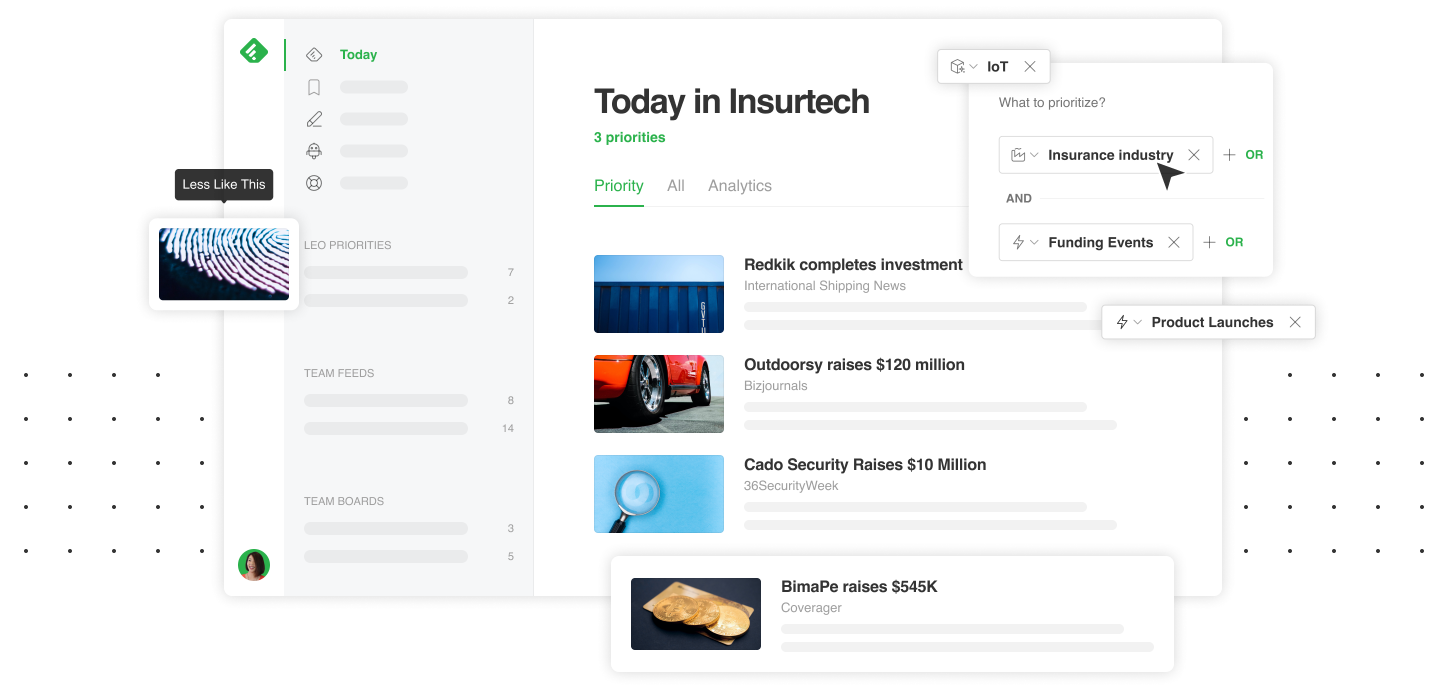 Today
Less Like This
LEO PRIORITIES
7
2
TEAM FEEDS
8
14
TEAM BOARDS
3
5
Today in Insurtech
3 priorities
Priority All Analytics
IoT
What to prioritize?
Insurance industry OR
AND
Funding Events OR
Product Launches
Redkik completes investment
International Shipping News
Outdoorsy raises $120 million
Bizjournals
Cado Security Raises $10 Million
36SecurityWeek
BimaPe raises $545K
Coverager